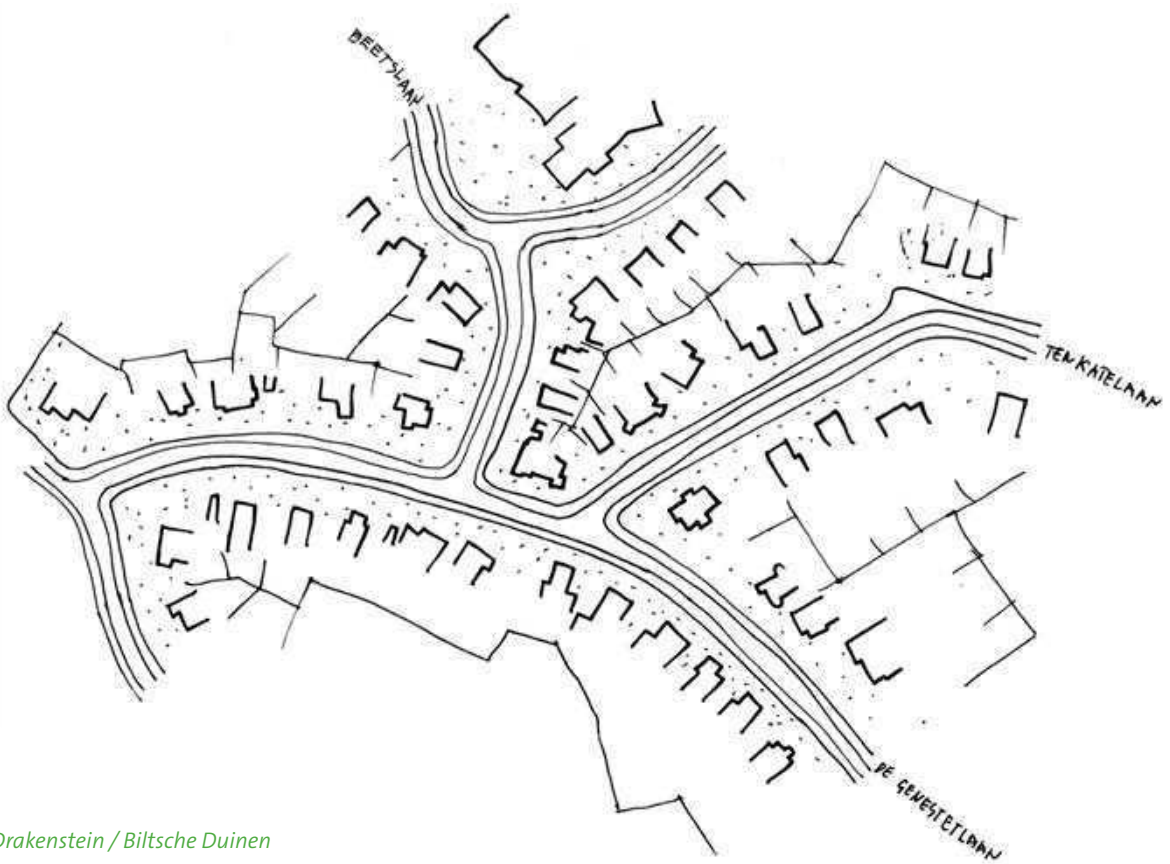 BEETSLAAN
TEN KATELAAN
DE GENESTETLAAN
Drakenstein / Biltsche Duinen